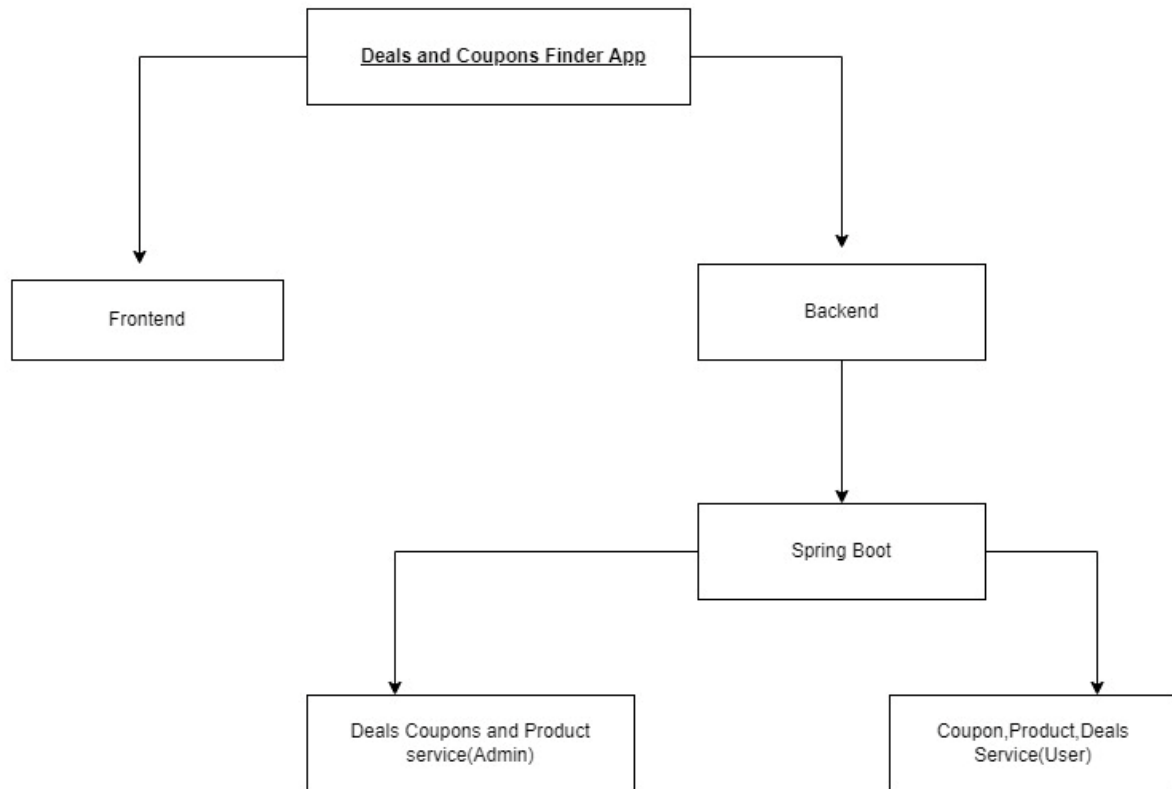 Deals and Coupons Finder App
Frontend
Backend
Spring Boot
Deals Coupons and Product
service(Admin)
Coupon,Product,Deals
Service(User)